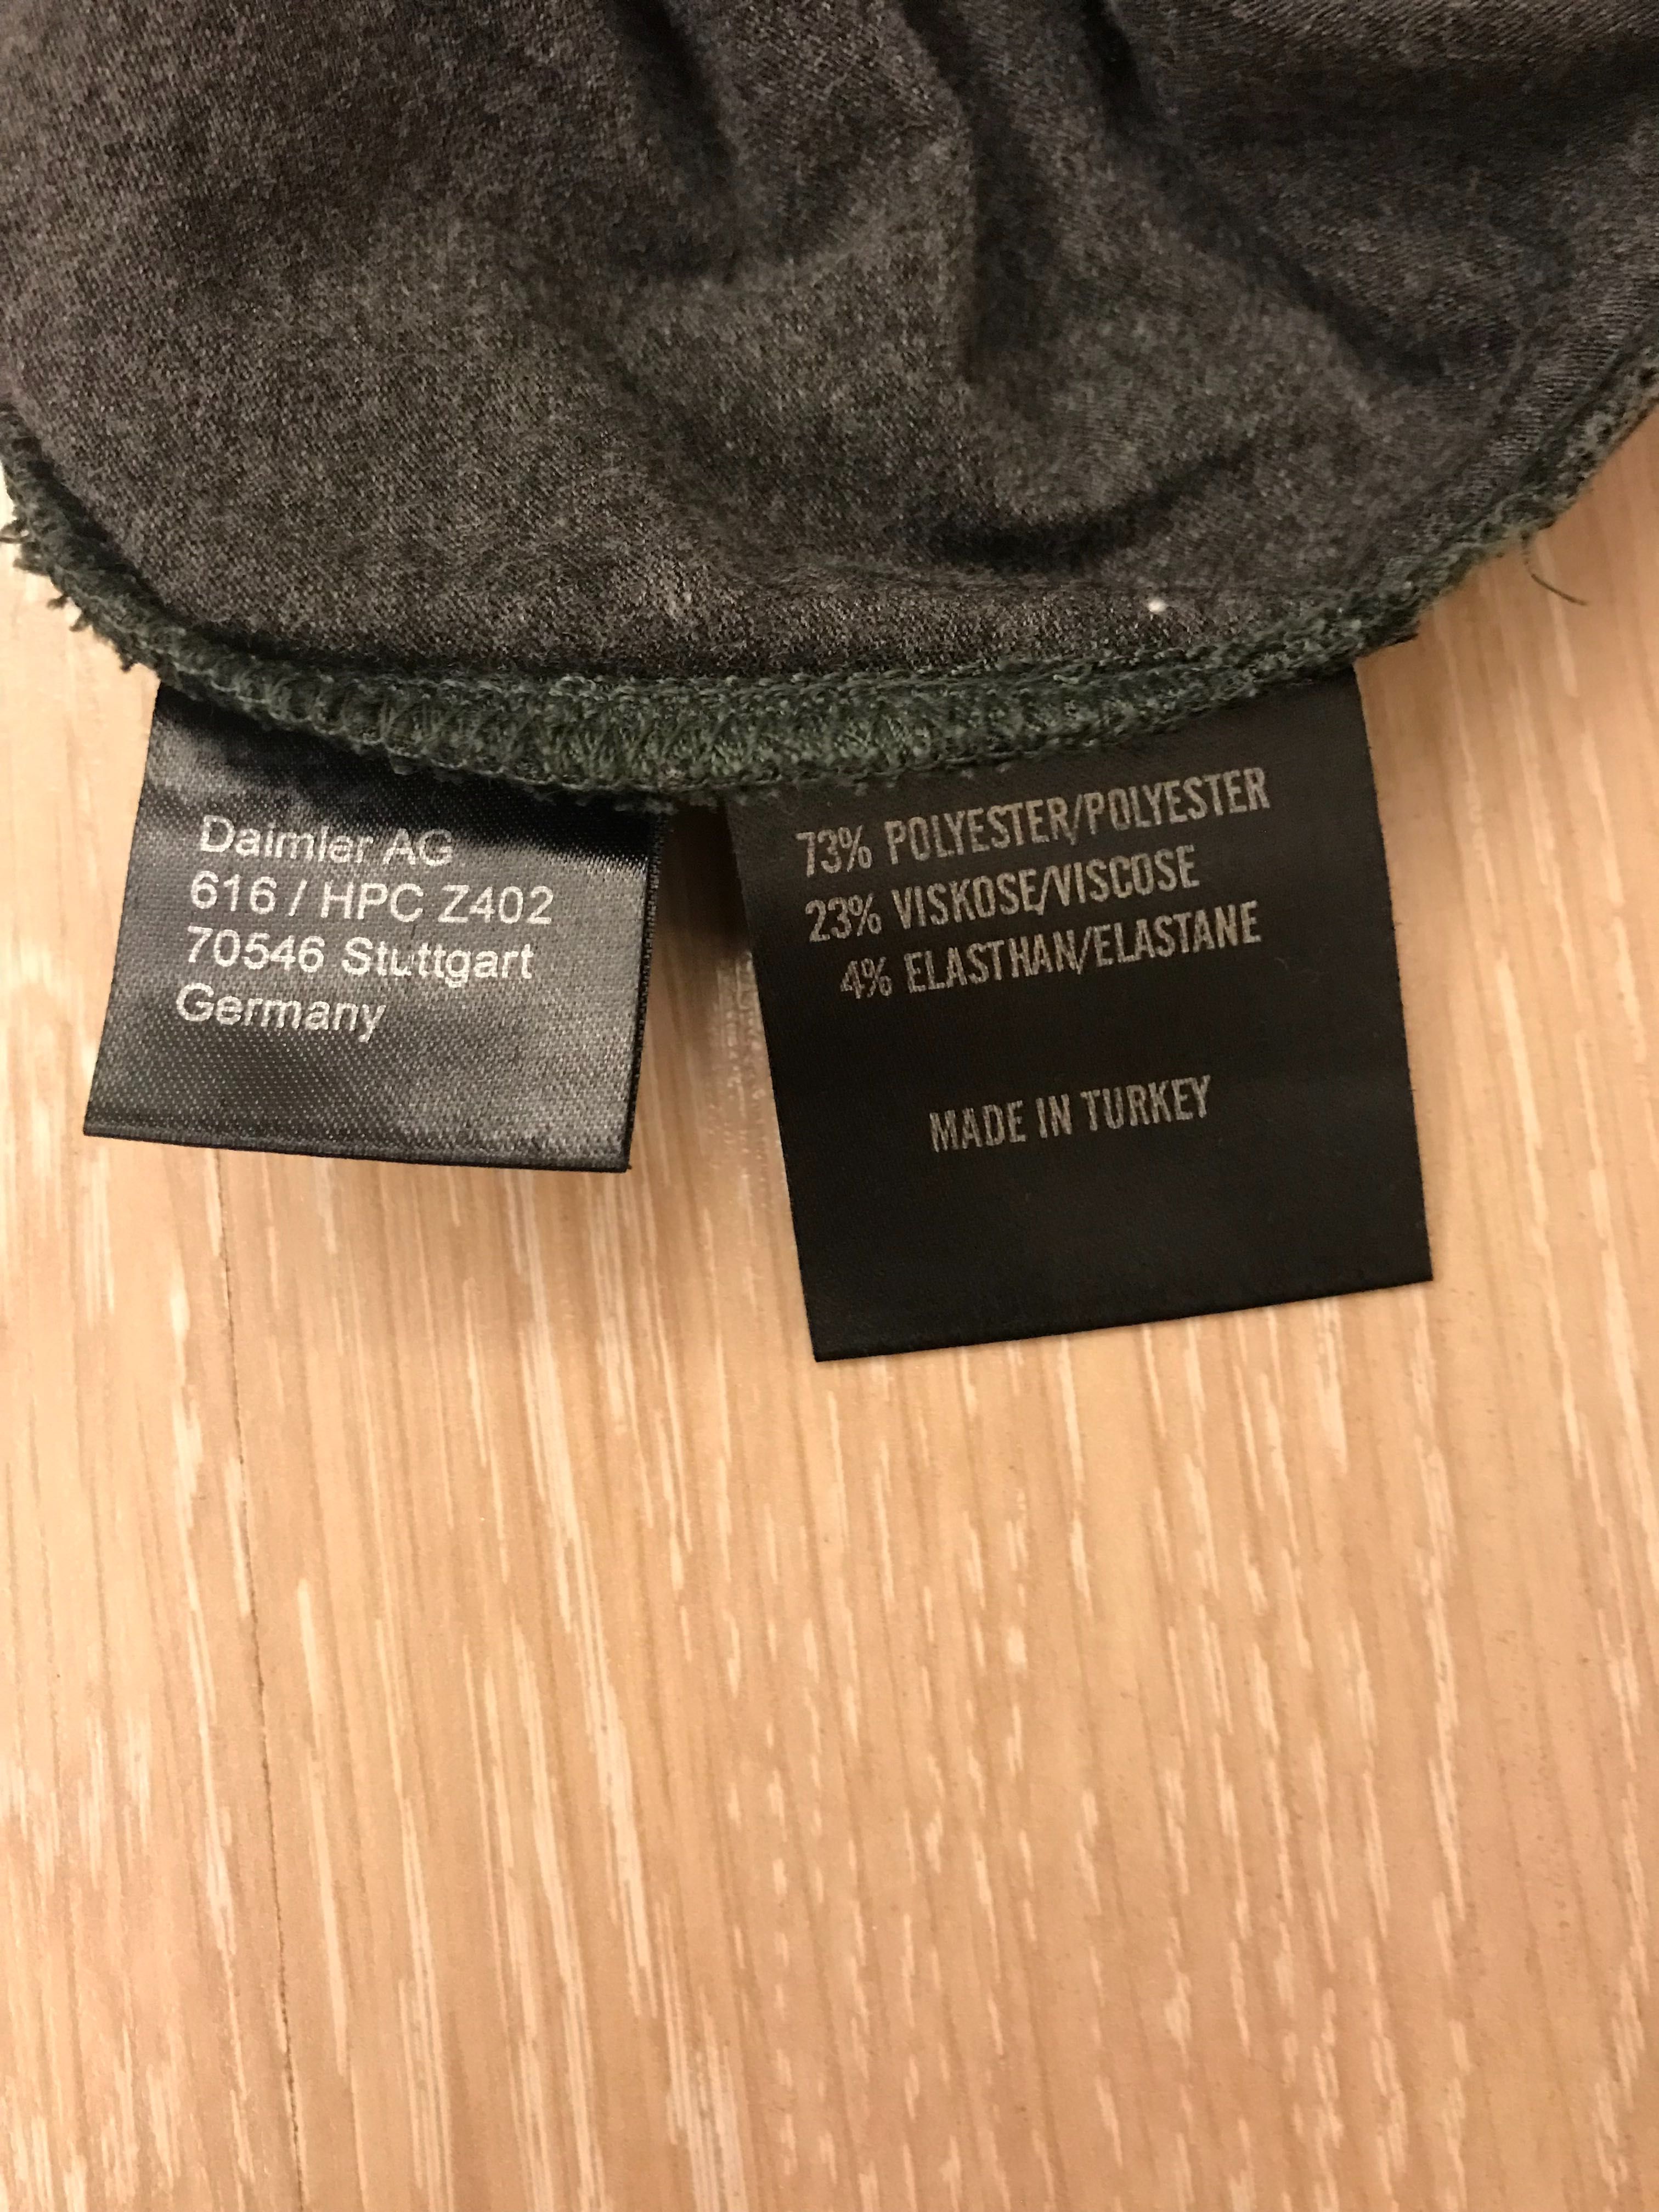 Daimler AG
616 / HPC Z402
70546 Stuttgart
Germany
73% POLYESTER/POLYESTER
23% VISKOSE/VISCOSE
4% ELASTHAN/ELASTANE
MADE IN TURKEY